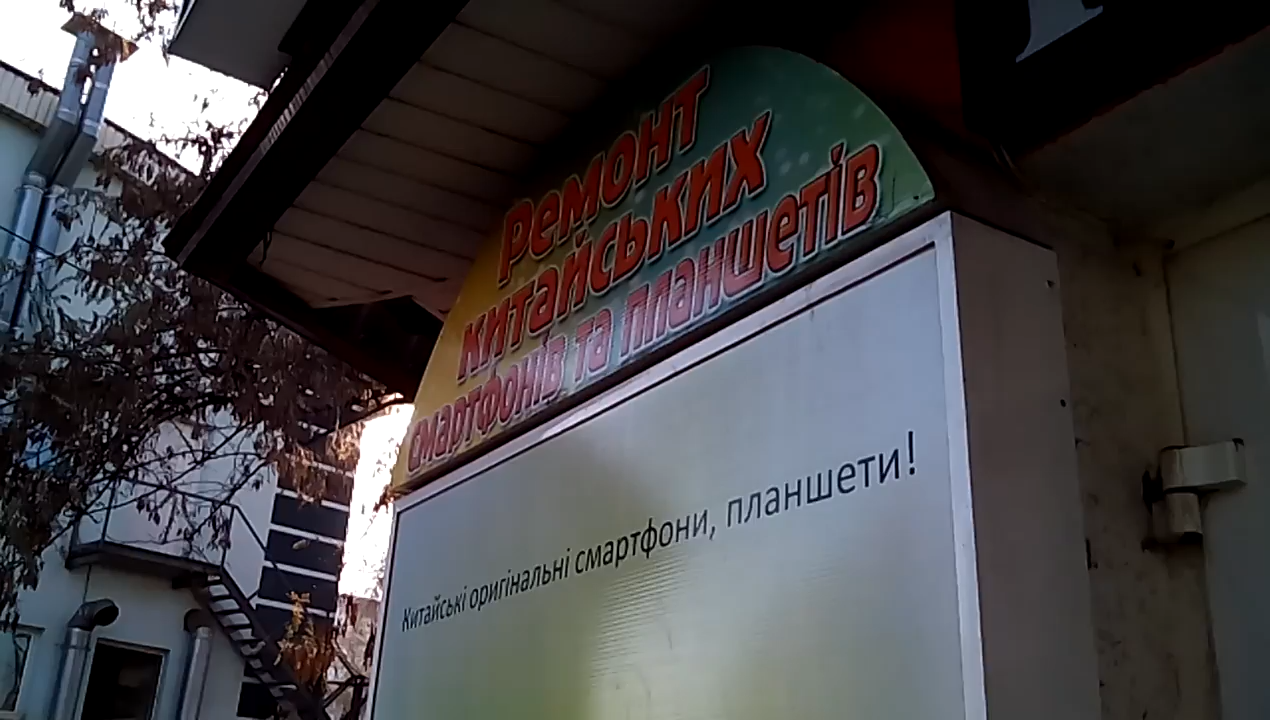 Ремонт
китайських
смартфонів та планшетів
Китайські оригінальні смартфони, планшети!